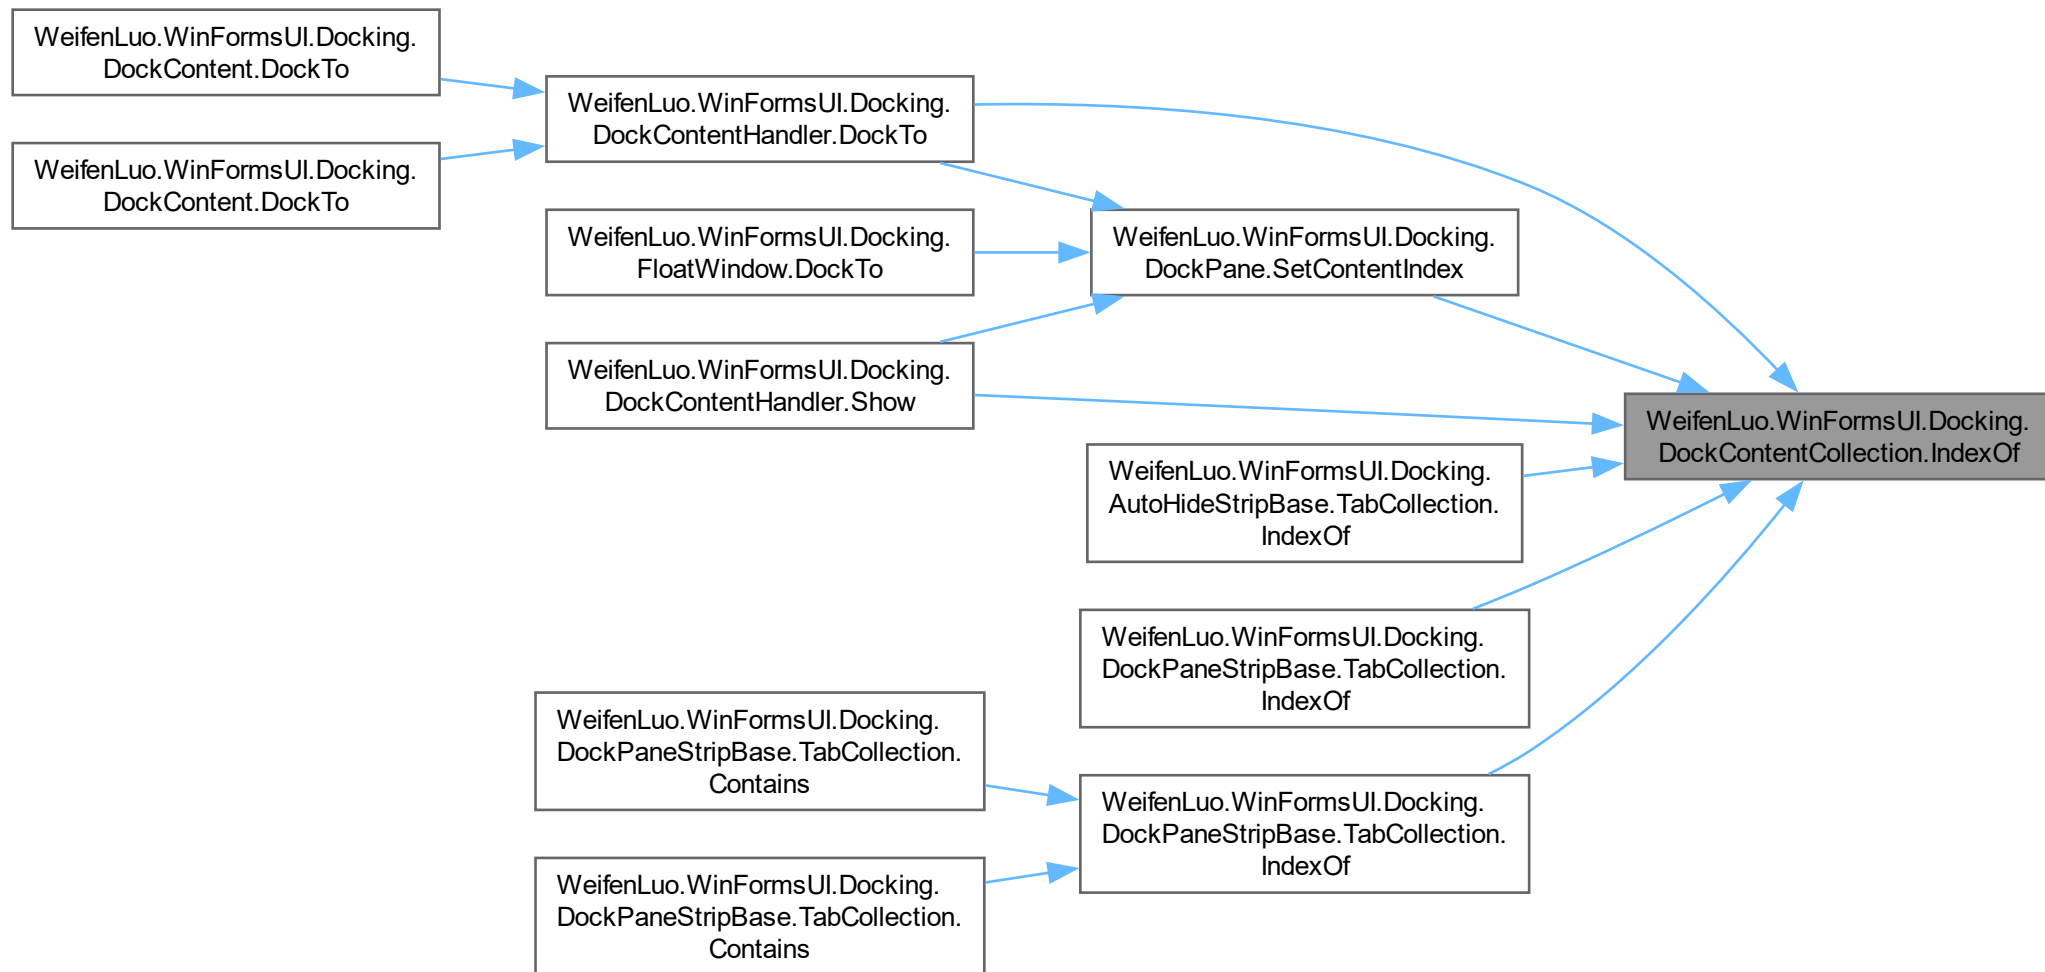 WeifenLuo.WinFormsUI.Docking.
DockContent.DockTo
WeifenLuo.WinFormsUI.Docking.
DockContent.DockTo
WeifenLuo.WinFormsUI.Docking.
DockContentHandler.DockTo
WeifenLuo.WinFormsUI.Docking.
FloatWindow.DockTo
WeifenLuo.WinFormsUI.Docking.
DockContentHandler.Show
WeifenLuo.WinFormsUI.Docking.
DockPane.SetContentIndex
WeifenLuo.WinFormsUI.Docking.
DockContentCollection.IndexOf
WeifenLuo.WinFormsUI.Docking.
AutoHideStripBase.TabCollection.
IndexOf
WeifenLuo.WinFormsUI.Docking.
DockPaneStripBase.TabCollection.
IndexOf
WeifenLuo.WinFormsUI.Docking.
DockPaneStripBase.TabCollection.
Contains
WeifenLuo.WinFormsUI.Docking.
DockPaneStripBase.TabCollection.
IndexOf
WeifenLuo.WinFormsUI.Docking.
DockPaneStripBase.TabCollection.
Contains